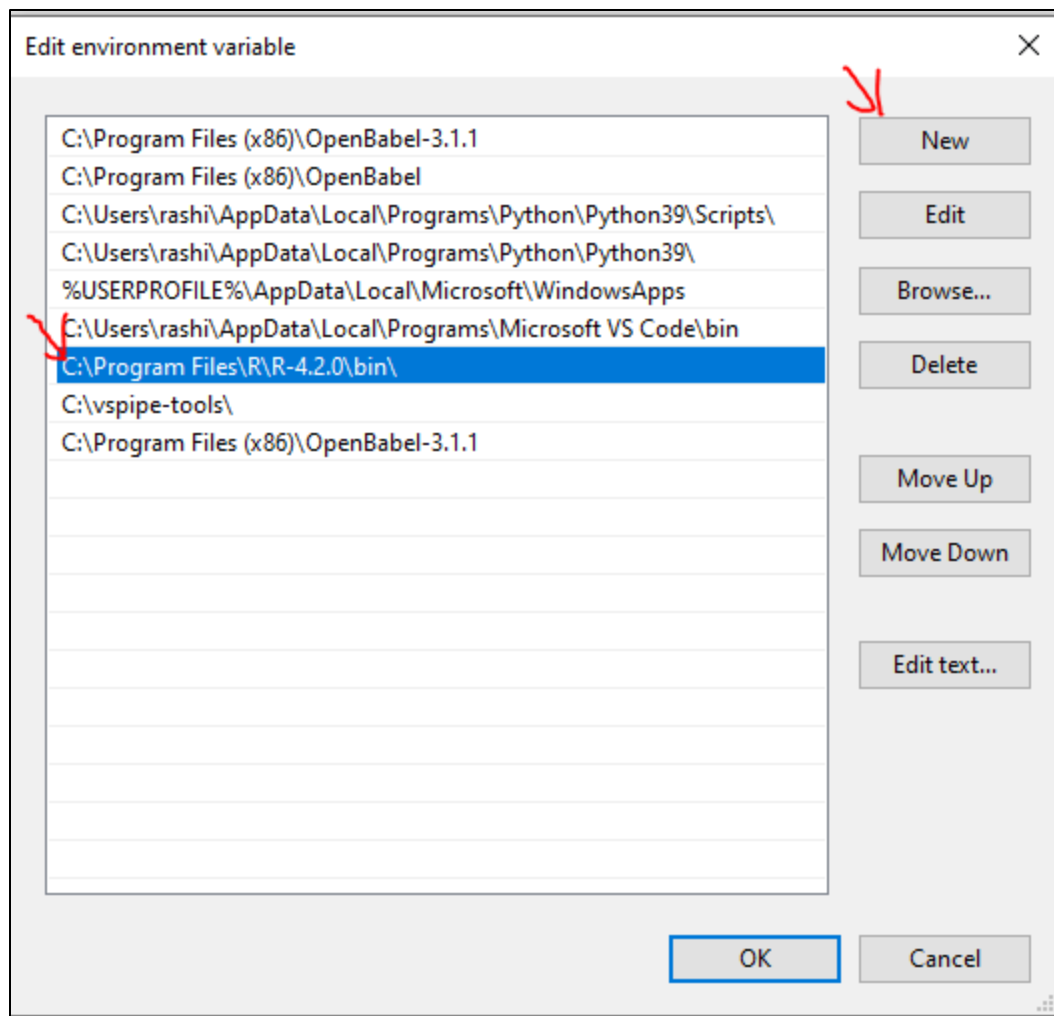 Edit environment variable
C:\Program Files (x86)\OpenBabel-3.1.1
C:\Program Files (x86)\OpenBabel
C:\Users\rashi\AppData\Local\Programs\Python\Python39\Scripts\
C:\Users\rashi\AppData\Local\Programs\Python\Python39\
%USERPROFILE%\AppData\Local\Microsoft\WindowsApps
C:\Users\rashi\AppData\Local\Programs\Microsoft VS Code\bin
C:\Program Files\R\R-4.2.0\bin\
C:\vspipe-tools\
C:\Program Files (x86)\OpenBabel-3.1.1
New
Edit
Browse...
Delete
Move Up
Move Down
Edit text...
OK
Cancel